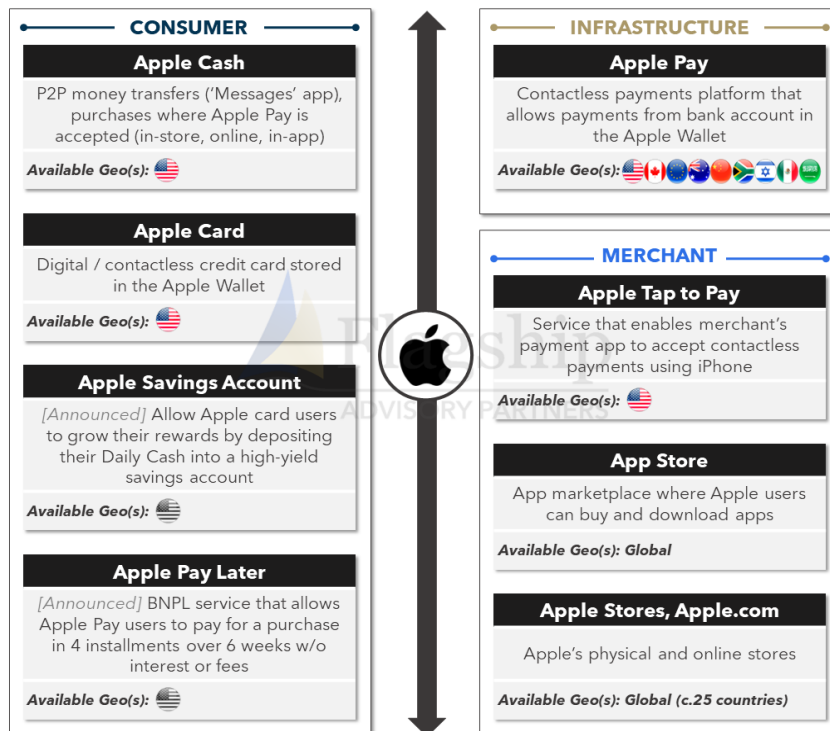 CONSUMER
Apple Cash
P2P money transfers (‘Messages’ app),
purchases where Apple Pay is
accepted (in-store, online, in-app)
Available Geo(s):
Apple Card
Digital / contactless credit card stored
in the Apple Wallet
Available Geo(s):
Apple Savings Account
[Announced] Allow Apple card users
to grow their rewards by depositing
their Daily Cash into a high-yield
savings account
Available Geo(s):
Apple Pay Later
[Announced] BNPL service that allows
Apple Pay users to pay for a purchase
in 4 installments over 6 weeks w/o
interest or fees
Available Geo(s):
Flagship
ADVISORY PARTNERS
INFRASTRUCTURE
Apple Pay
Contactless payments platform that
allows payments from bank account in
the Apple Wallet
Available Geo(s):
MERCHANT
Apple Tap to Pay
Service that enables merchant’s
payment app to accept contactless
payments using iPhone
Available Geo(s):
App Store
App marketplace where Apple users
can buy and download apps
Available Geo(s): Global
Apple Stores, Apple.com
Apple’s physical and online stores
Available Geo(s): Global (c.25 countries)